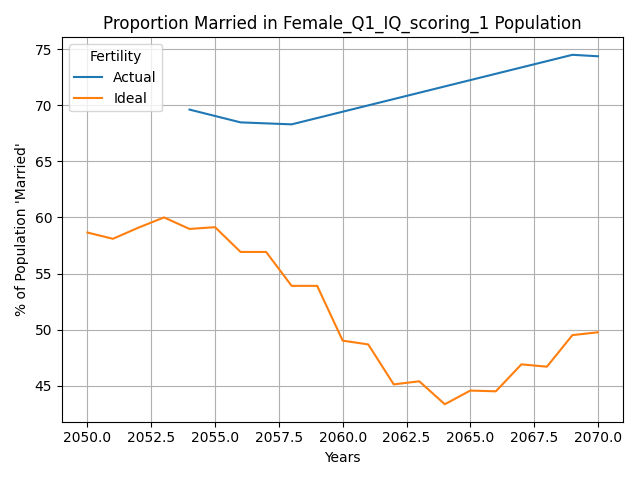 Proportion Married in Female_Q1_IQ_scoring_1 Population
% of Population 'Married'
75
70
65
60
55
50
45
Fertility
Actual
Ideal
2050.0 2052.5 2055.0 2057.5 2060.0 2062.5 2065.0 2067.5 2070.0
Years